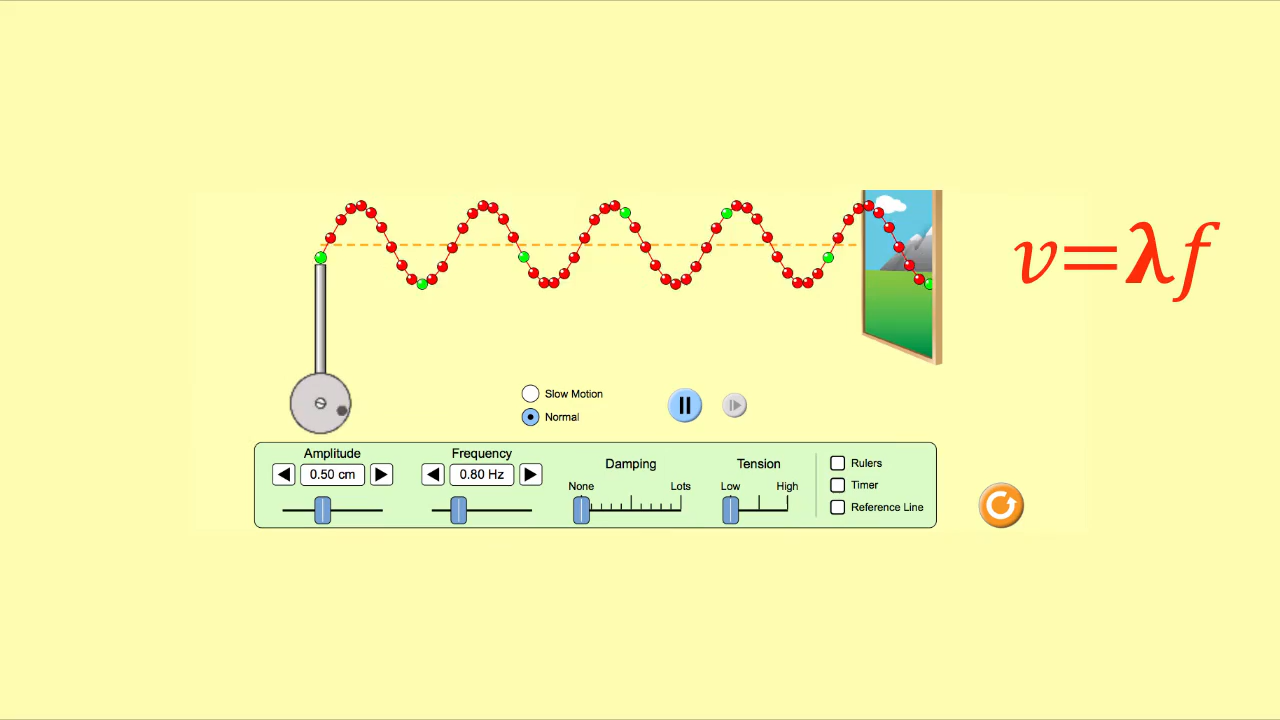 v=λf
Slow Motion
Normal
Amplitude
0.50 cm
Frequency
0.80 Hz
Damping
None
Lots
Tension
Low
High
Rulers
Timer
Reference Line